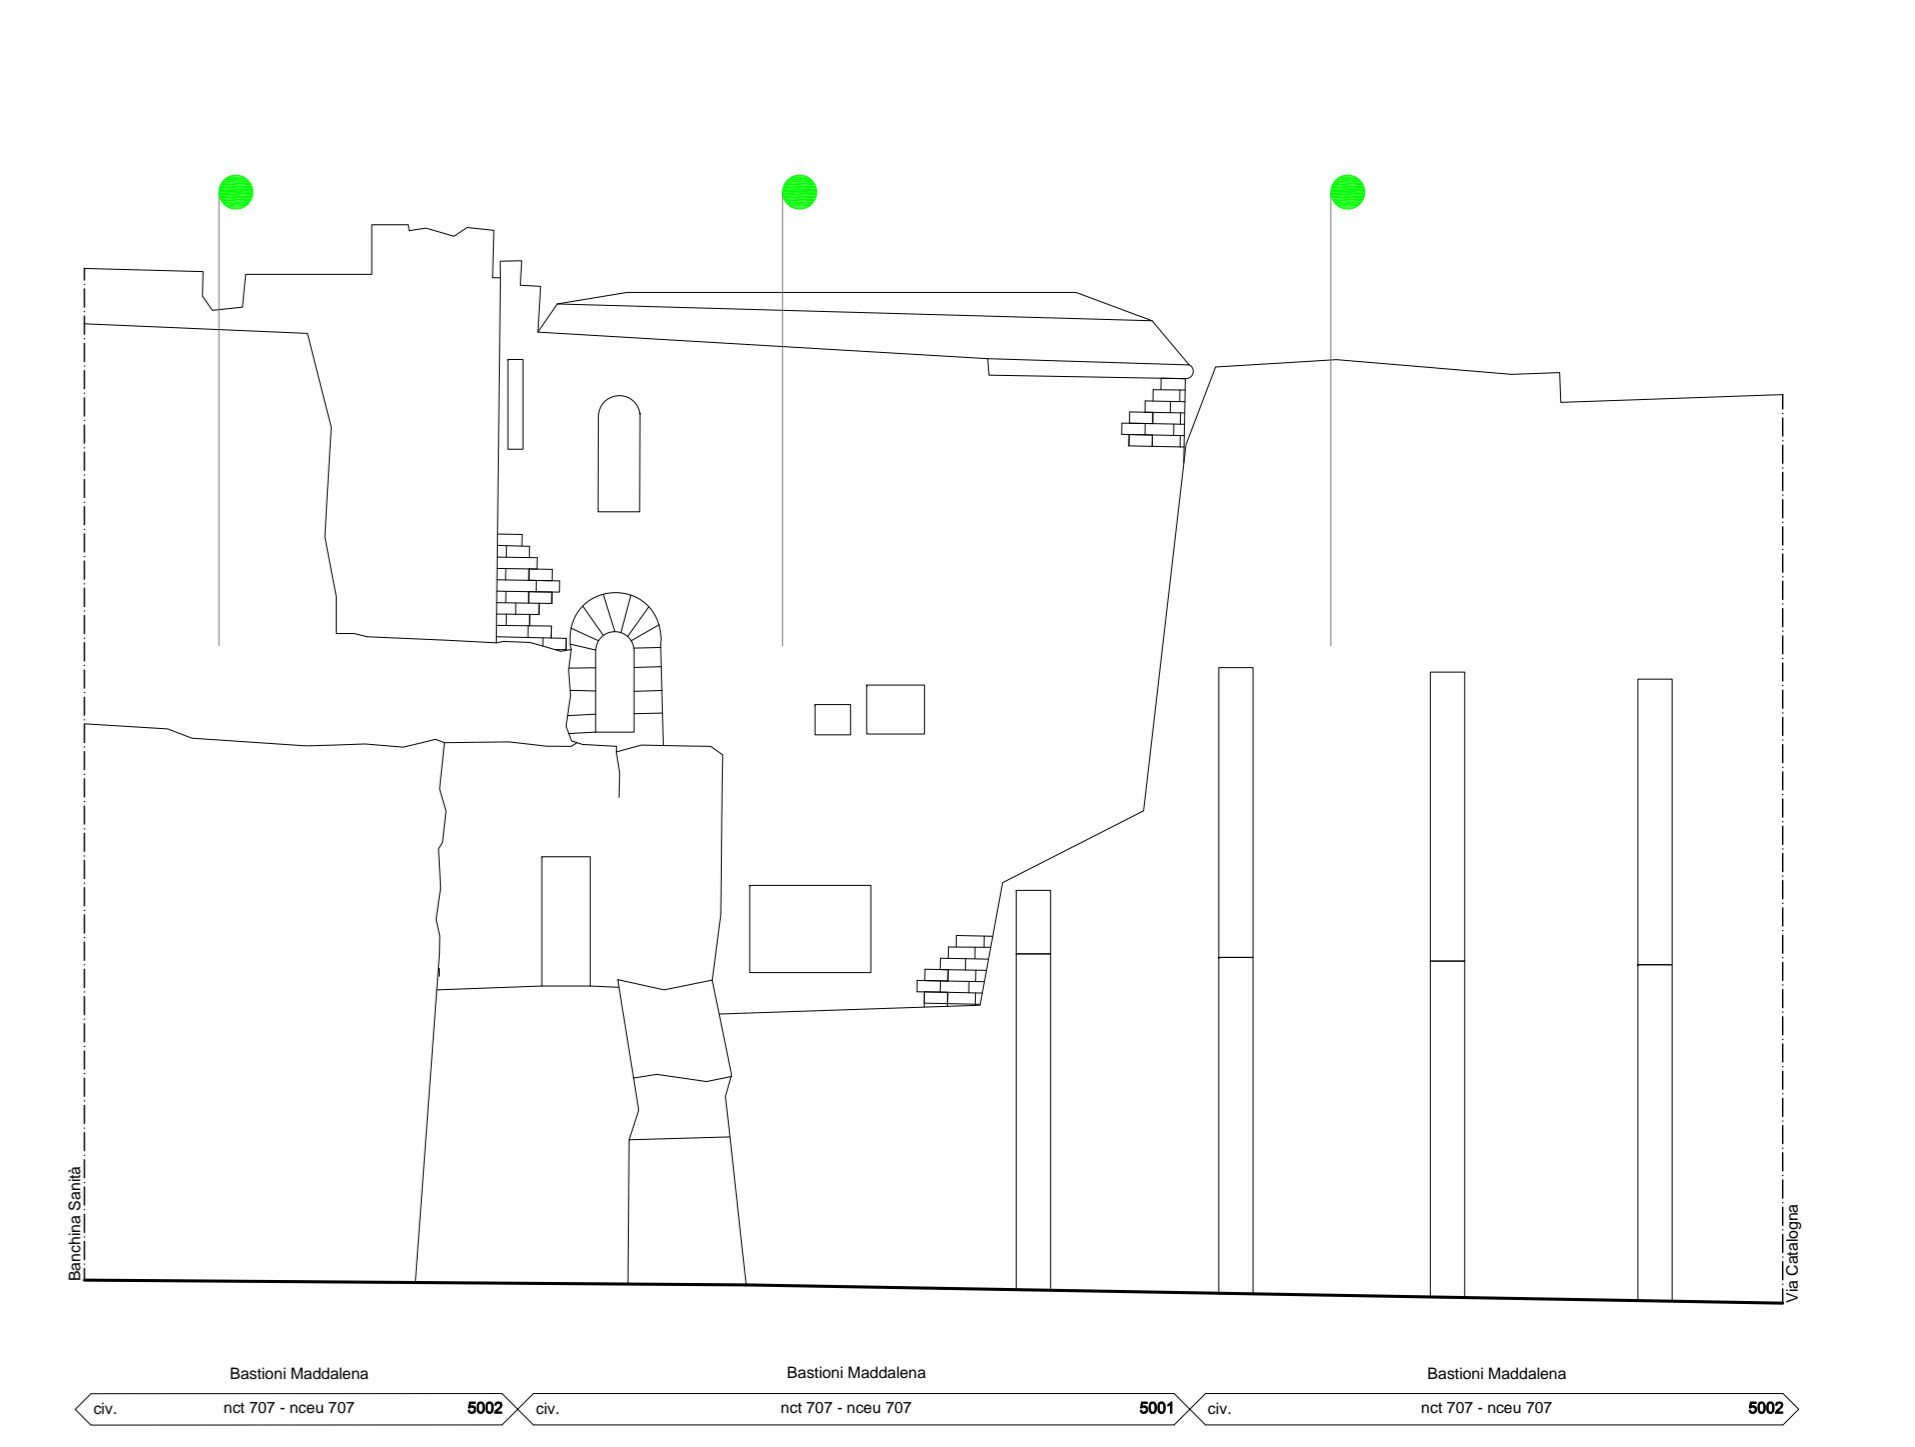 Banchina Sanità
Via Catalogna
Bastioni Maddalena
civ. nct 707 - nceu 707 5002
Bastioni Maddalena
civ. nct 707 - nceu 707 5001
Bastioni Maddalena
civ. nct 707 - nceu 707 5002